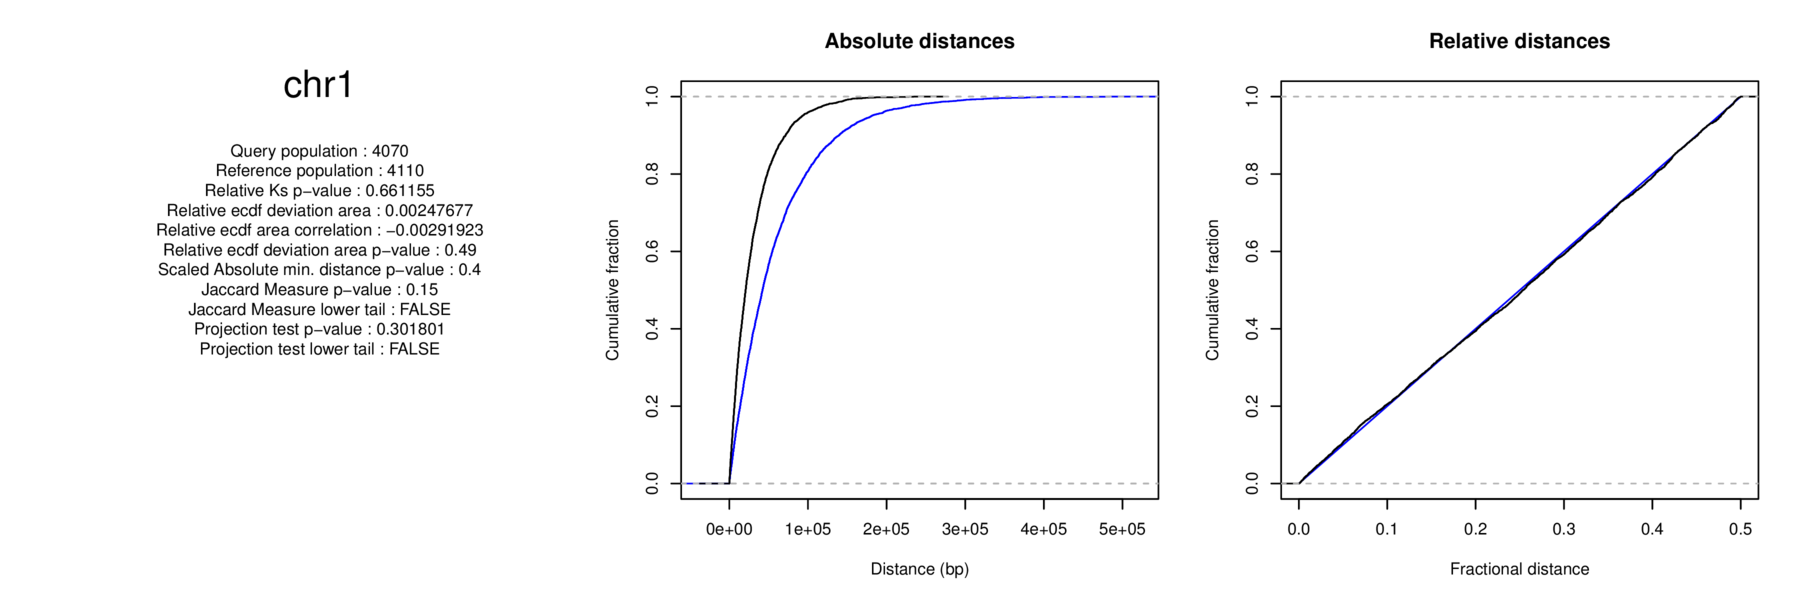 chr1
Query population : 4070
Reference population : 4110
Relative Ks p−value : 0.661155
Relative ecdf deviation area : 0.00247677
Relative ecdf area correlation : −0.00291923
Relative ecdf deviation area p−value : 0.49
Scaled Absolute min. distance p−value : 0.4
Jaccard Measure p−value : 0.15
Jaccard Measure lower tail : FALSE
Projection test p−value : 0.301801
Projection test lower tail : FALSE
Absolute distances
Cumulative fraction
1.0
0.8
0.6
0.4
0.2
0.0
0e+00 1e+05 2e+05 3e+05 4e+05 5e+05
Distance (bp)
Relative distances
Cumulative fraction
1.0
0.8
0.6
0.4
0.2
0.0
0.0 0.1 0.2 0.3 0.4 0.5
Fractional distance